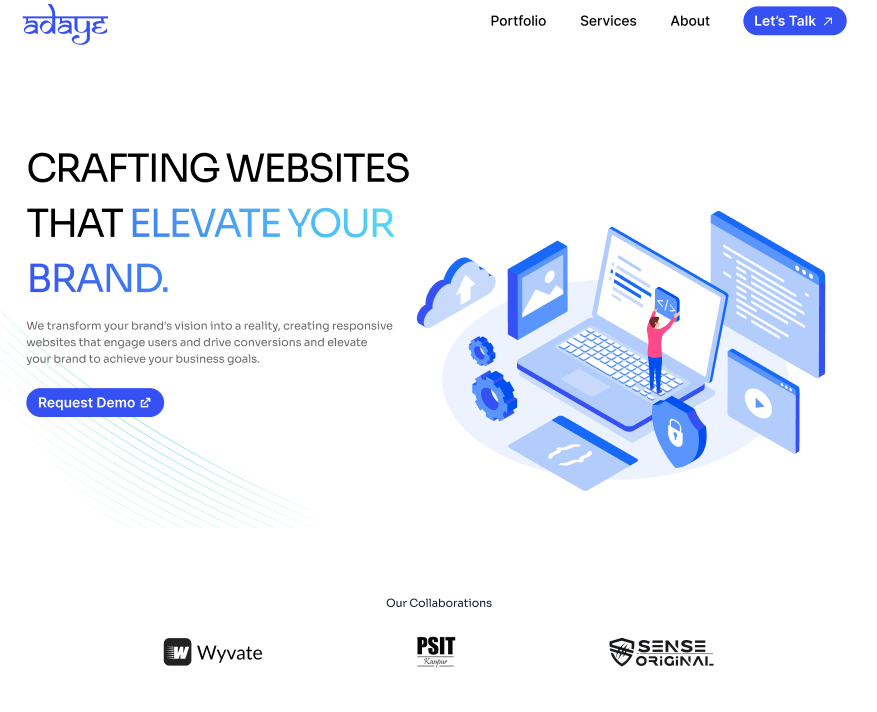 adaye
Portfolio
Services
About
Let's Talk
CRAFTING WEBSITES
THAT ELEVATE YOUR
BRAND.
We transform your brand's vision into a reality, creating responsive
websites that engage users and drive conversions and elevate
your brand to achieve your business goals.
Request Demo
</>
{ }
Our Collaborations
W Wyvate
PSIT
Kanpur
SENSE
ORIGINAL